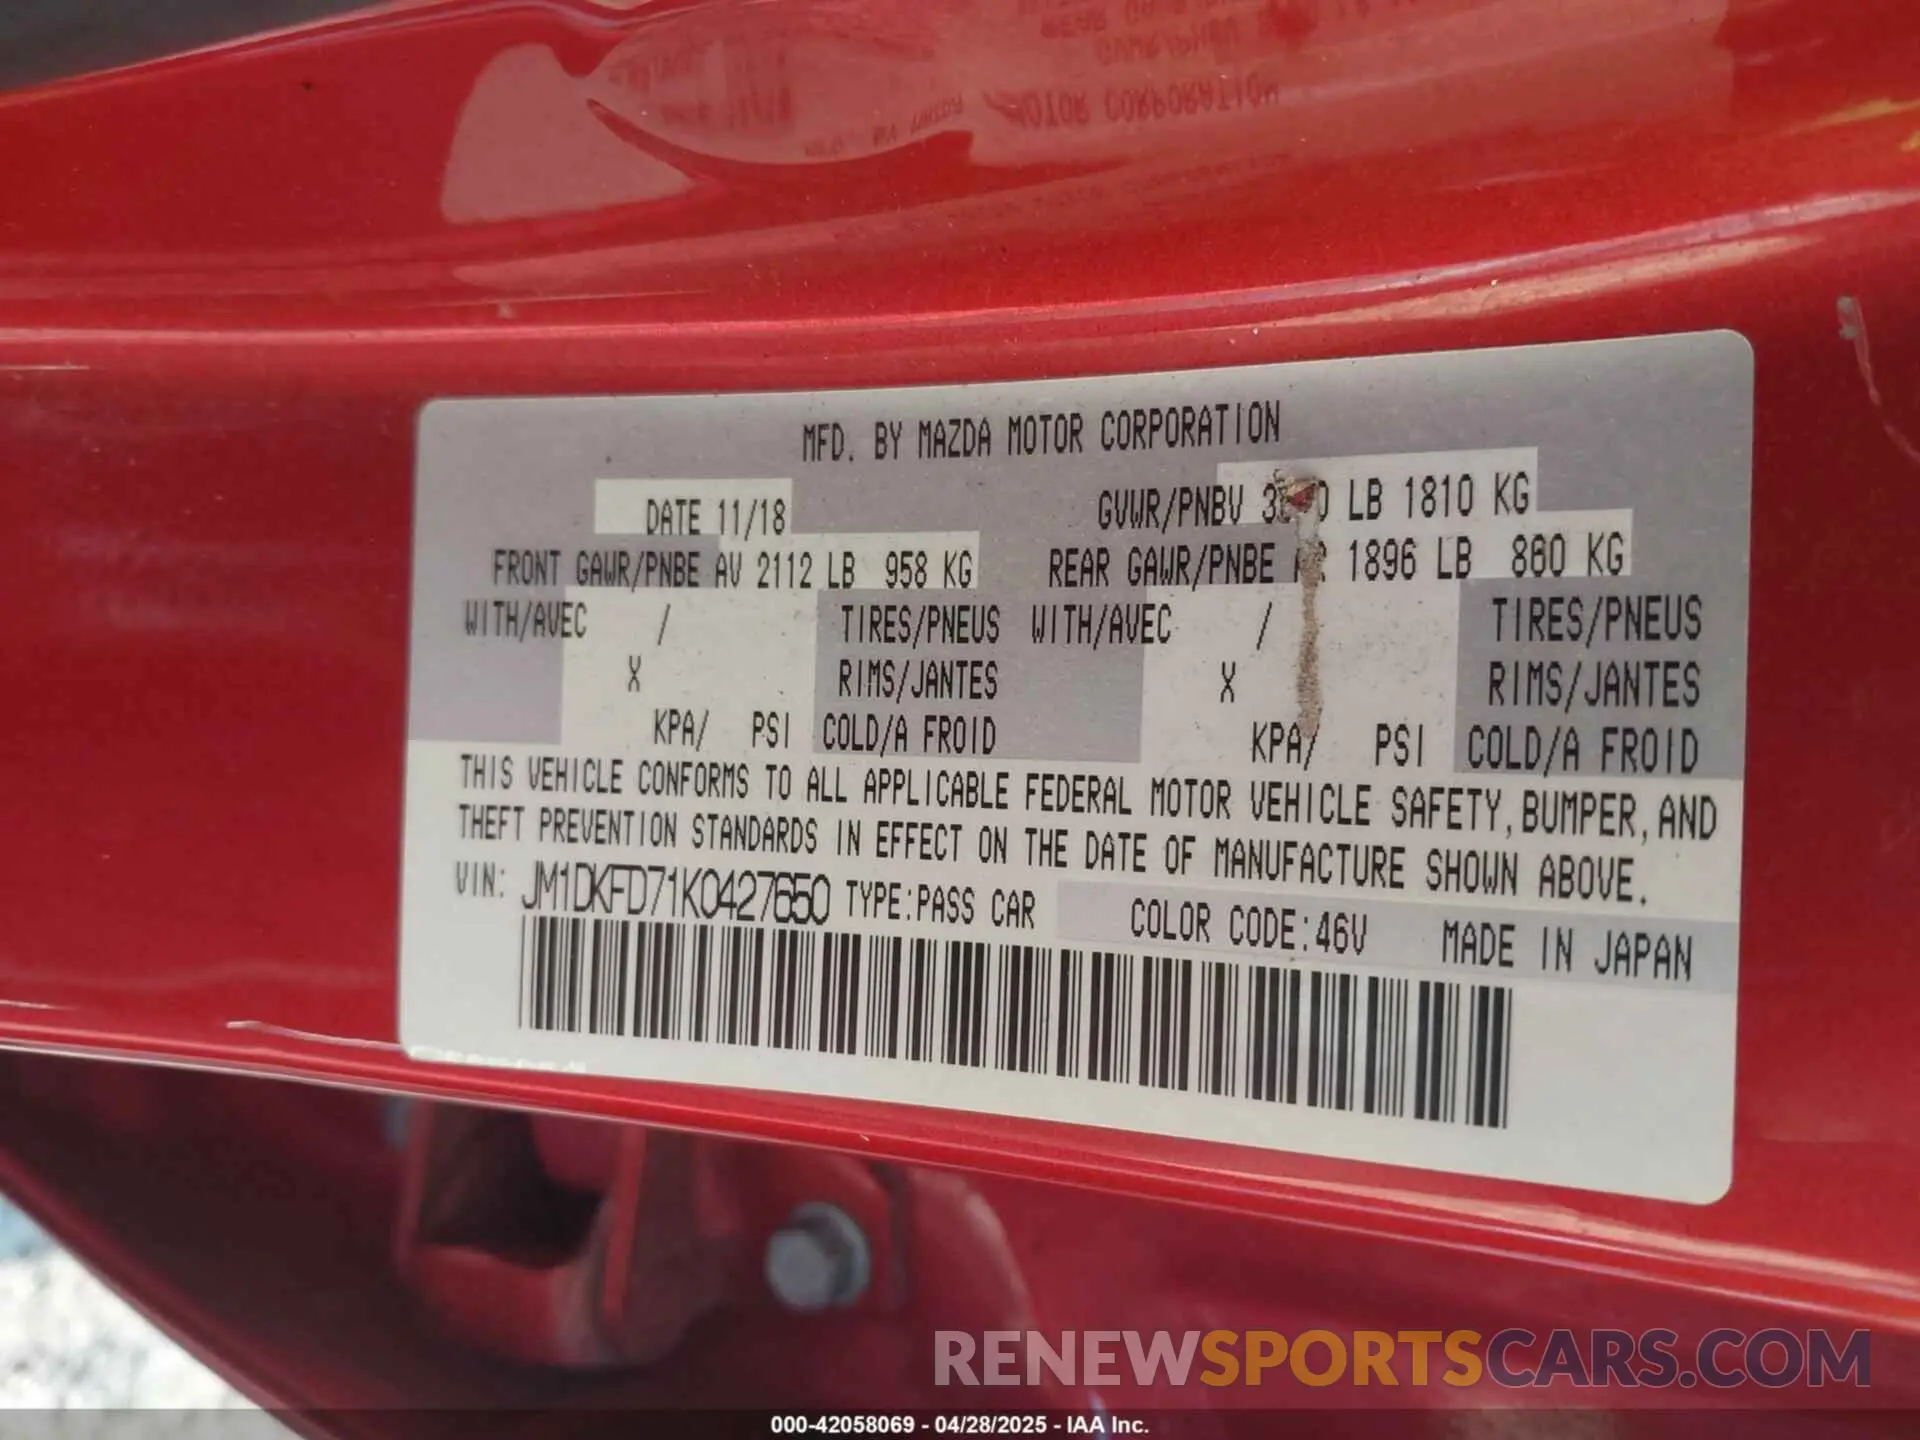 MFD. BY MAZDA MOTOR CORPORATION
DATE 11/18
GVWR/PNBV LB 1810 KG
FRONT GAWR/PNBE AV 2112 LB 958 KG
REAR GAWR/PNBE 1896 LB 860 KG
WITH/AVEC / TIRES/PNEUS WITH/AVEC / TIRES/PNEUS
X RIMS/JANTES X RIMS/JANTES
KPA/ PSI COLD/A FROID KPA/ PSI COLD/A FROID
THIS VEHICLE CONFORMS TO ALL APPLICABLE FEDERAL MOTOR VEHICLE SAFETY, BUMPER, AND
THEFT PREVENTION STANDARDS IN EFFECT ON THE DATE OF MANUFACTURE SHOWN ABOVE.
VIN: JM1DKFD71K0427650 TYPE:PASS CAR COLOR CODE:46V MADE IN JAPAN
RENEWSPORTSCARS.COM
000-42058069 - 04/28/2025 - IAA Inc.